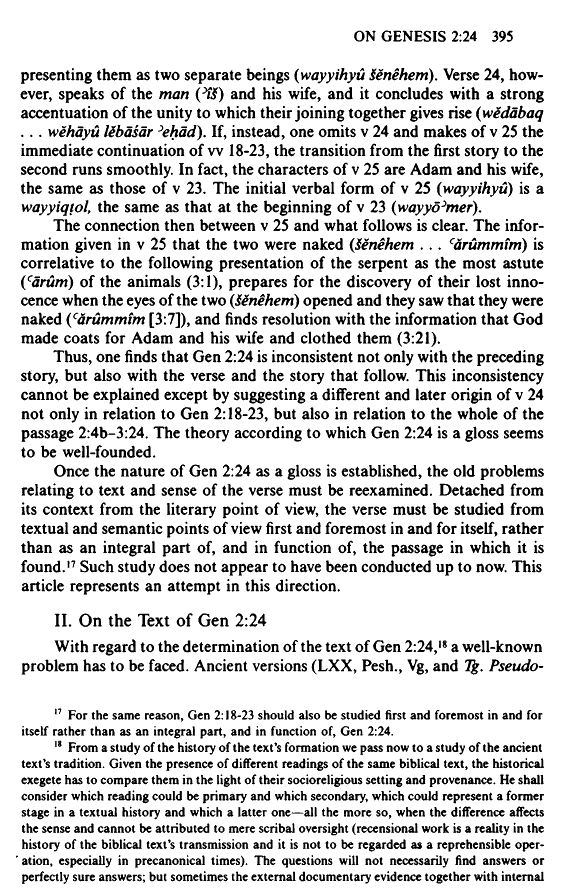 ON GENESIS 2:24 395
presenting them as two separate beings (wayyihyû šĕnêhem). Verse 24, how-
ever, speaks of the man (ʾîš) and his wife, and it concludes with a strong
accentuation of the unity to which their joining together gives rise (wĕdābaq
. . . wĕhāyû lĕbāśār ʾeḥād). If, instead, one omits v 24 and makes of v 25 the
immediate continuation of vv 18-23, the transition from the first story to the
second runs smoothly. In fact, the characters of v 25 are Adam and his wife,
the same as those of v 23. The initial verbal form of v 25 (wayyihyû) is a
wayyiqṭol, the same as that at the beginning of v 23 (wayyōʾmer).
The connection then between v 25 and what follows is clear. The infor-
mation given in v 25 that the two were naked (šĕnêhem . . . ʿărûmmîm) is
correlative to the following presentation of the serpent as the most astute
(ʿārûm) of the animals (3:1), prepares for the discovery of their lost inno-
cence when the eyes of the two (šĕnêhem) opened and they saw that they were
naked (ʿărûmmîm [3:7]), and finds resolution with the information that God
made coats for Adam and his wife and clothed them (3:21).
Thus, one finds that Gen 2:24 is inconsistent not only with the preceding
story, but also with the verse and the story that follow. This inconsistency
cannot be explained except by suggesting a different and later origin of v 24
not only in relation to Gen 2:18-23, but also in relation to the whole of the
passage 2:4b–3:24. The theory according to which Gen 2:24 is a gloss seems
to be well-founded.
Once the nature of Gen 2:24 as a gloss is established, the old problems
relating to text and sense of the verse must be reexamined. Detached from
its context from the literary point of view, the verse must be studied from
textual and semantic points of view first and foremost in and for itself, rather
than as an integral part of, and in function of, the passage in which it is
found.¹⁷ Such study does not appear to have been conducted up to now. This
article represents an attempt in this direction.
II. On the Text of Gen 2:24
With regard to the determination of the text of Gen 2:24,¹⁸ a well-known
problem has to be faced. Ancient versions (LXX, Pesh., Vg, and Tg. Pseudo-
¹⁷ For the same reason, Gen 2:18-23 should also be studied first and foremost in and for
itself rather than as an integral part, and in function of, Gen 2:24.
¹⁸ From a study of the history of the text's formation we pass now to a study of the ancient
text's tradition. Given the presence of different readings of the same biblical text, the historical
exegete has to compare them in the light of their socioreligious setting and provenance. He shall
consider which reading could be primary and which secondary, which could represent a former
stage in a textual history and which a latter one—all the more so, when the difference affects
the sense and cannot be attributed to mere scribal oversight (recensional work is a reality in the
history of the biblical text's transmission and it is not to be regarded as a reprehensible oper-
ation, especially in precanonical times). The questions will not necessarily find answers or
perfectly sure answers; but sometimes the external documentary evidence together with internal